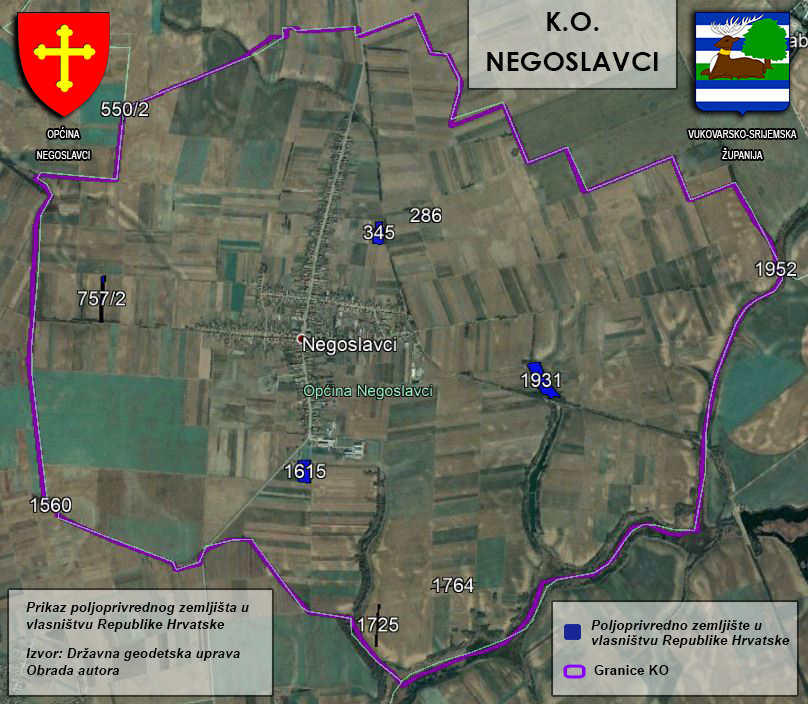 K.O.
NEGOSLAVCI
OPĆINA
NEGOSLAVCI
VUKOVARSKO-SRIJEMSKA
ŽUPANIJA
550/2
286
345
1952
757/2
Negoslavci
1931
Općina Negoslavci
1615
1560
1764
1725
Prikaz poljoprivrednog zemljišta u
vlasništvu Republike Hrvatske
Izvor: Državna geodetska uprava
Obrada autora
Poljoprivredno zemljište u
vlasništvu Republike Hrvatske
Granice KO